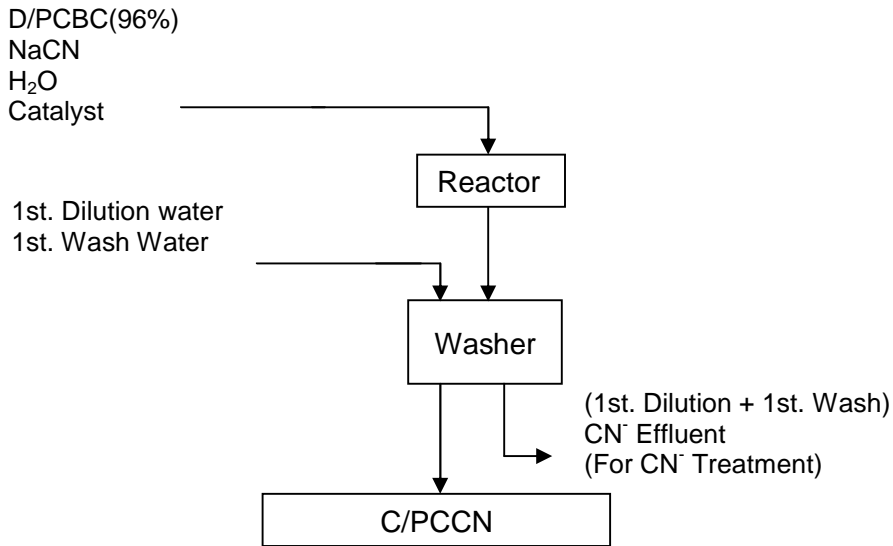 D/PCBC(96%)
NaCN
H₂O
Catalyst
Reactor
1st. Dilution water
1st. Wash Water
Washer
(1st. Dilution + 1st. Wash)
CN⁻ Effluent
(For CN⁻ Treatment)
C/PCCN